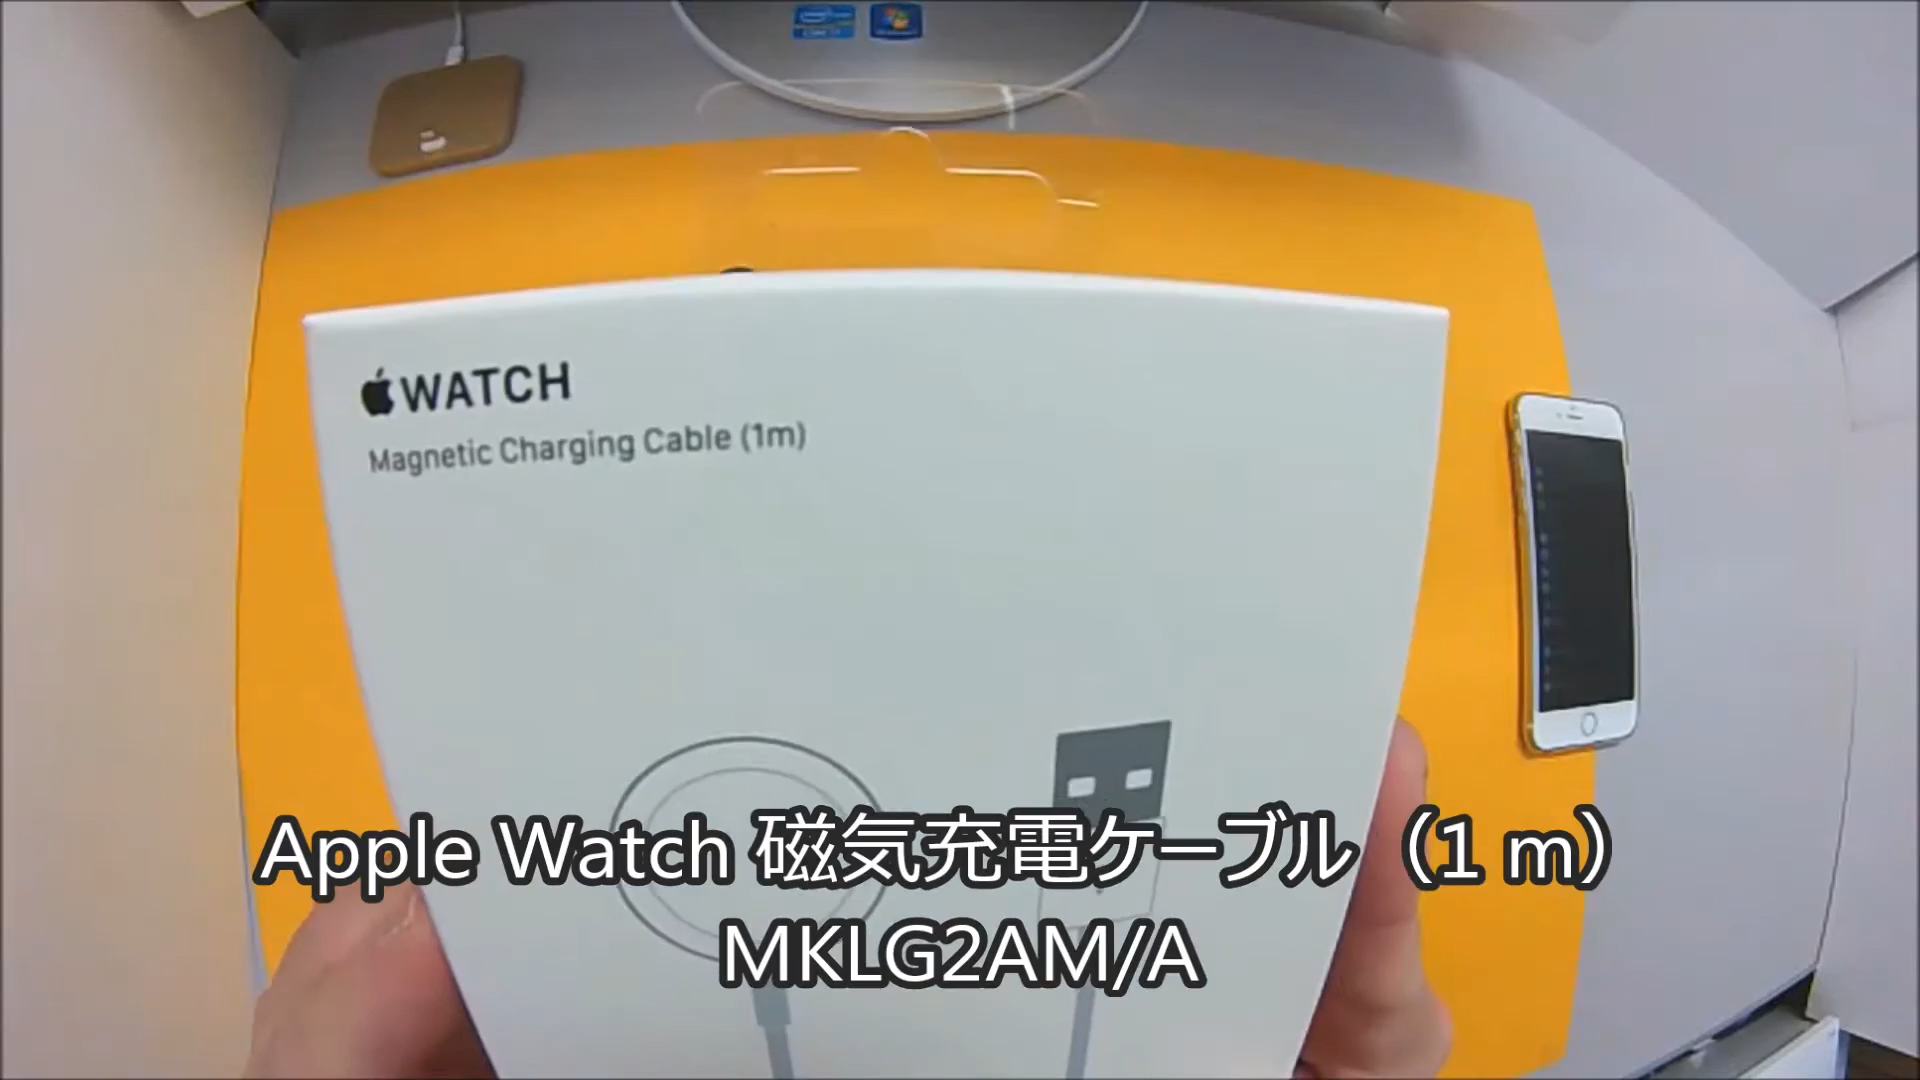 WATCH
Magnetic Charging Cable (1m)
Apple Watch 磁気充電ケーブル（1 m）
MKLG2AM/A